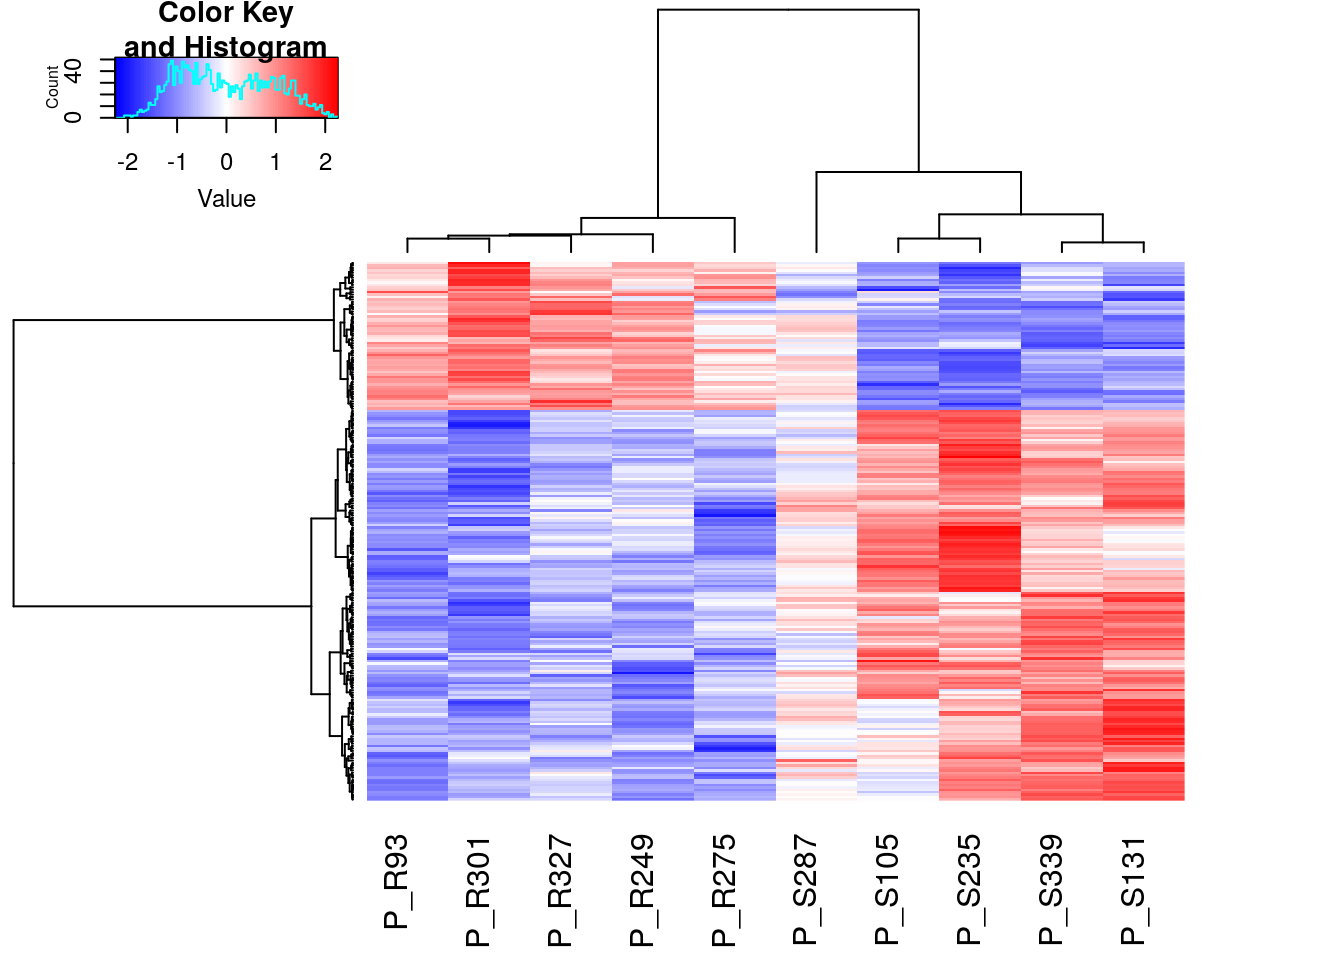 Color Key
and Histogram
Count
0
40
-2 -1 0 1 2
Value
P_R93
P_R301
P_R327
P_R249
P_R275
P_S287
P_S105
P_S235
P_S339
P_S131